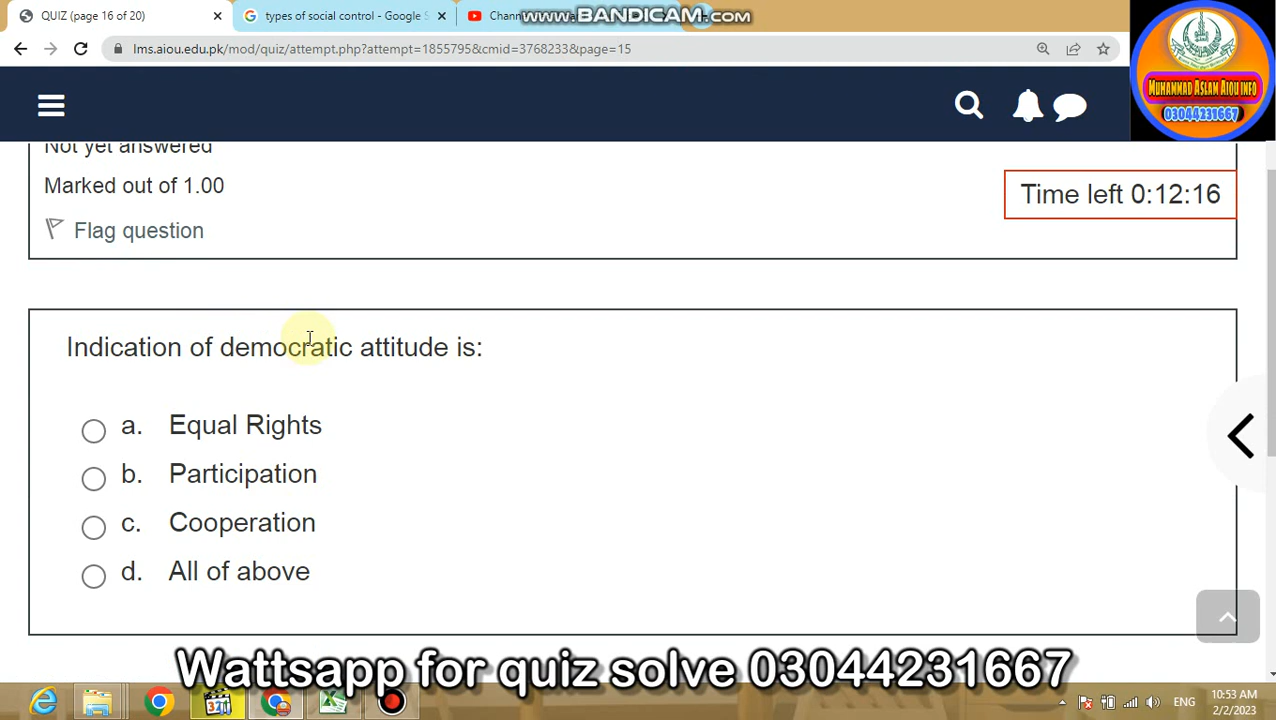 QUIZ (page 16 of 20)
types of social control - Google S
Chann
www.BANDICAM.com
lms.aiou.edu.pk/mod/quiz/attempt.php?attempt=1855795&cmid=3768233&page=15
MUHAMMAD ASLAM AIOU INFO
03044231667
Not yet answered
Marked out of 1.00
Flag question
Time left 0:12:16
Indication of democratic attitude is:
a. Equal Rights
b. Participation
c. Cooperation
d. All of above
Wattsapp for quiz solve 03044231667
321
ENG
10:53 AM
2/2/2023